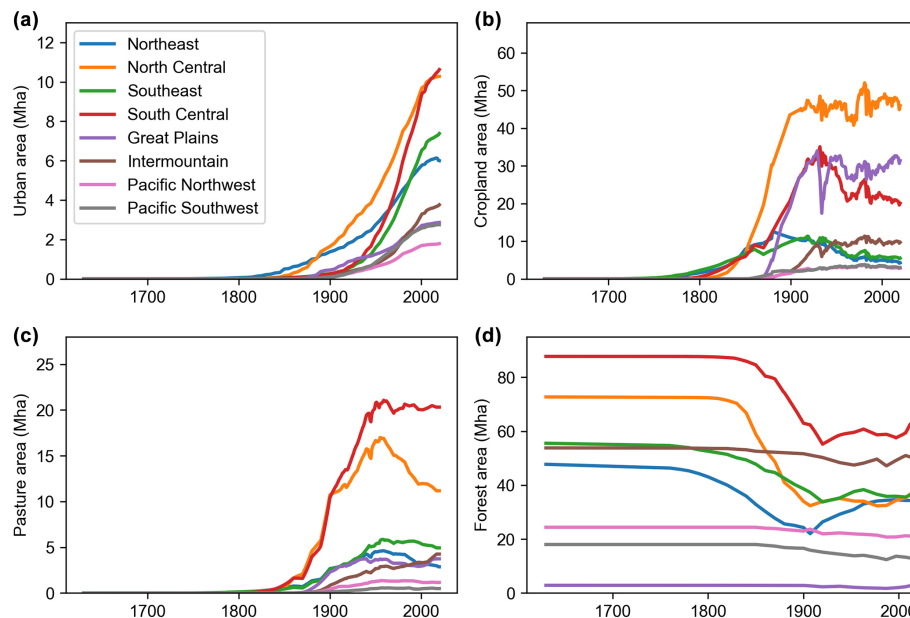 (a)
Urban area (Mha)
12
10
8
6
4
2
0
1700
1800
1900
2000
Northeast
North Central
Southeast
South Central
Great Plains
Intermountain
Pacific Northwest
Pacific Southwest
(b)
Cropland area (Mha)
60
50
40
30
20
10
0
1700
1800
1900
2000
(c)
Pasture area (Mha)
25
20
15
10
5
0
1700
1800
1900
2000
(d)
Forest area (Mha)
80
60
40
20
0
1700
1800
1900
2000